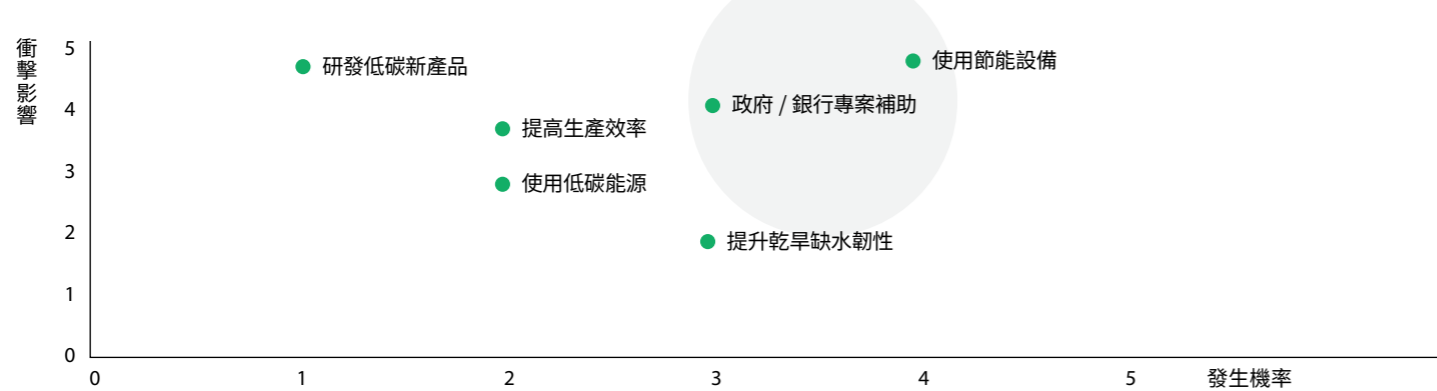 衝擊影響
5
4
3
2
1
0
研發低碳新產品
使用節能設備
政府 / 銀行專案補助
提高生產效率
使用低碳能源
提升乾旱缺水韌性
0 1 2 3 4 5 發生機率